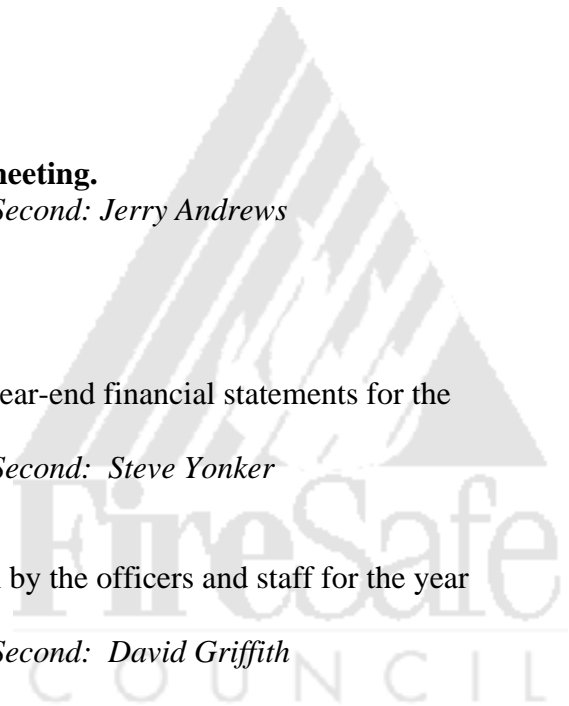 neeting.
Second: Jerry Andrews
ear-end financial statements for the
Second: Steve Yonker
by the officers and staff for the year
Second: David Griffith
FireSafe
COUNCIL